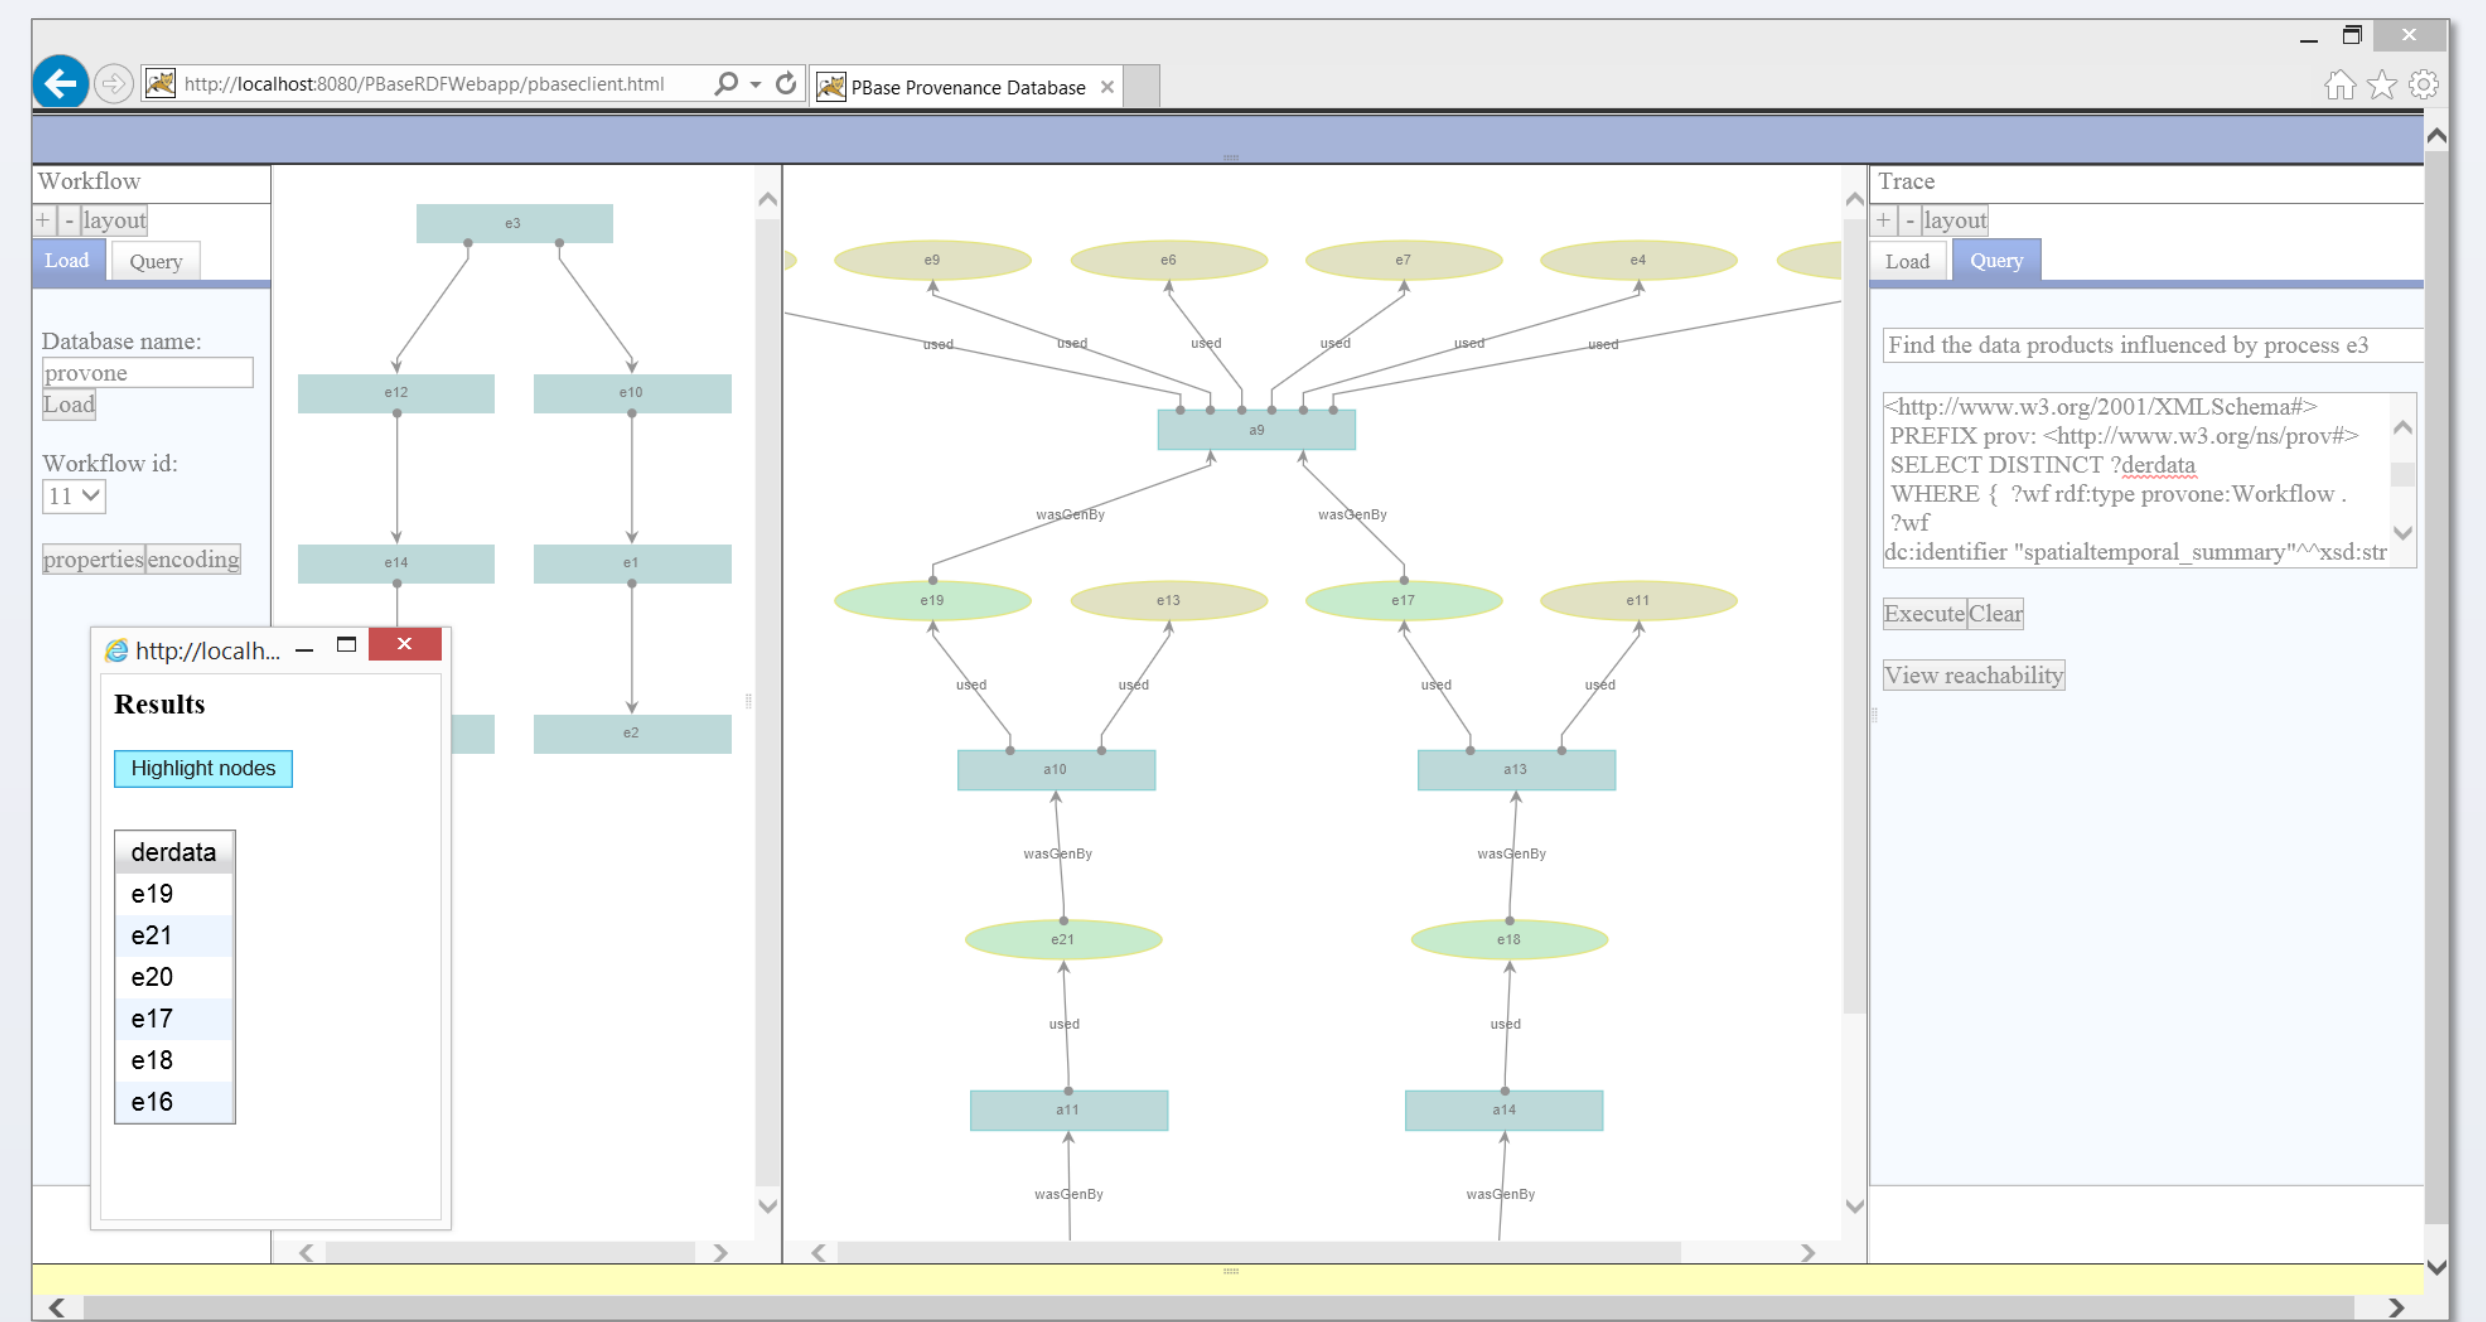 http://localhost:8080/PBaseRDFWebapp/pbaseclient.html
PBase Provenance Database
Workflow
+ - layout
Load Query
Database name:
provone
Load
Workflow id:
11
properties encoding
e3
e12 e10
e14 e1
e2
http://localh...
Results
Highlight nodes
derdata
e19
e21
e20
e17
e18
e16
e9 e6 e7 e4
used used used used used used
a9
wasGenBy wasGenBy
e19 e13 e17 e11
used used used used
a10 a13
wasGenBy wasGenBy
e21 e18
used used
a11 a14
wasGenBy wasGenBy
Trace
+ - layout
Load Query
Find the data products influenced by process e3
<http://www.w3.org/2001/XMLSchema#>
PREFIX prov: <http://www.w3.org/ns/prov#>
SELECT DISTINCT ?derdata
WHERE { ?wf rdf:type provone:Workflow .
?wf
dc:identifier "spatialtemporal_summary"^^xsd:str
Execute Clear
View reachability